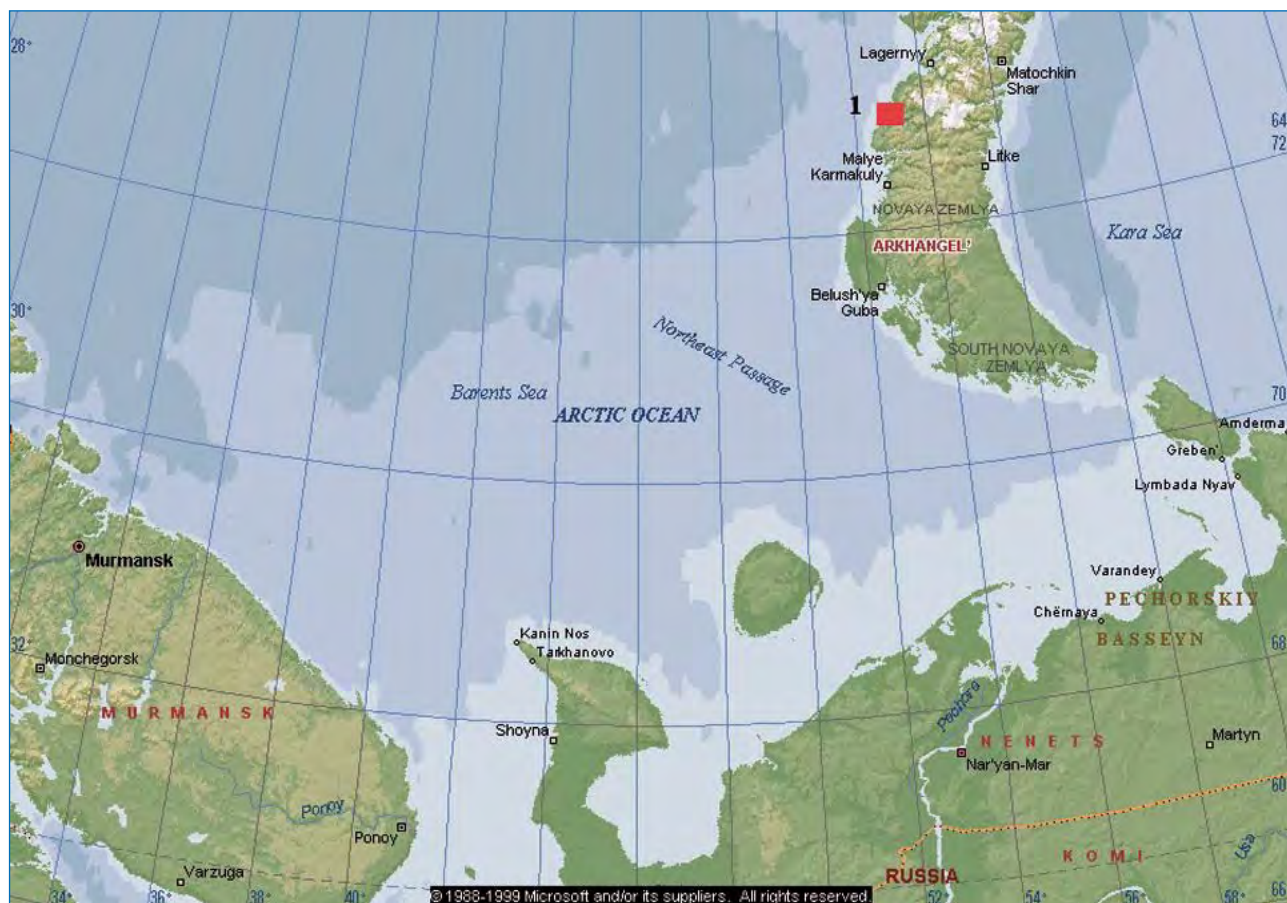 28°
Lagernyy
Matochkin
Shar
1
64
72
Malye
Karmakuly
Litke
NOVAYA ZEMLYA
Kara Sea
ARKHANGEL'
Belush'ya
Guba
30°
Northeast Passage
SOUTH NOVAYA
ZEMLYA
Barents Sea
ARCTIC OCEAN
70
Amderma
Greben'
Lymbada Nyav
Murmansk
Varandey
PECHORSKIY
Chërnaya
BASSEYN
Kanin Nos
Tarkhanovo
32°
68
Monchegorsk
MURMANSK
Pechora
Shoyna
NENETS
Martyn
Nar'yan-Mar
60
Ponoy
Ponoy
Usa
KOMI
RUSSIA
Varzuga
34°
36
38°
40°
52°
54°
56°
58°
66
© 1988-1999 Microsoft and/or its suppliers. All rights reserved.